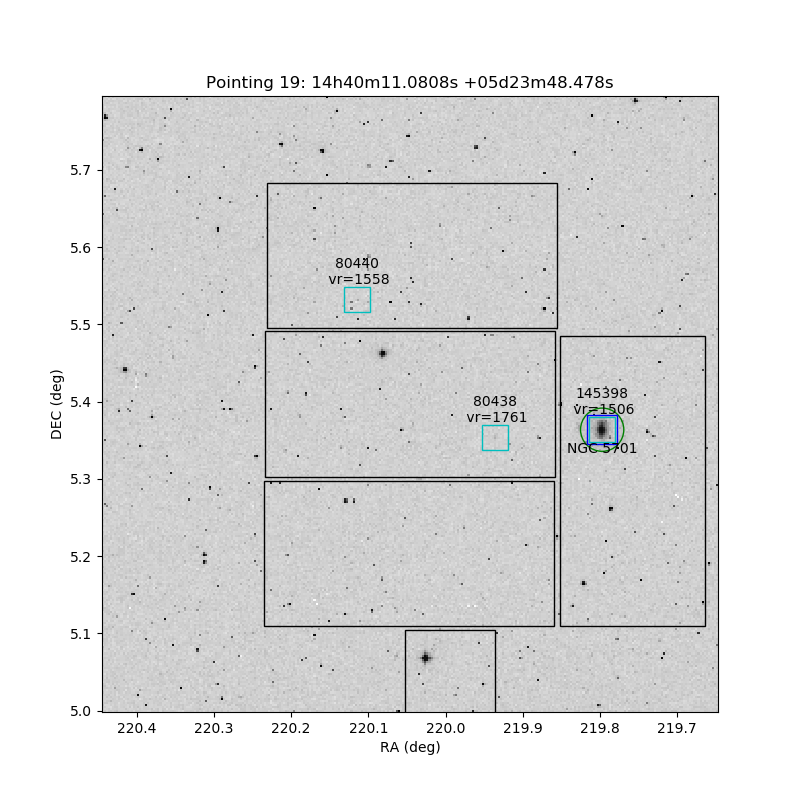 Pointing 19: 14h40m11.0808s +05d23m48.478s
5.7
5.6
80440
vr=1558
5.5
5.4
145398
80438
vr=1506
vr=1761
DEC (deg)
NGC 5701
5.3
5.2
5.1
5.0
220.4 220.3 220.2 220.1 220.0 219.9 219.8 219.7
RA (deg)